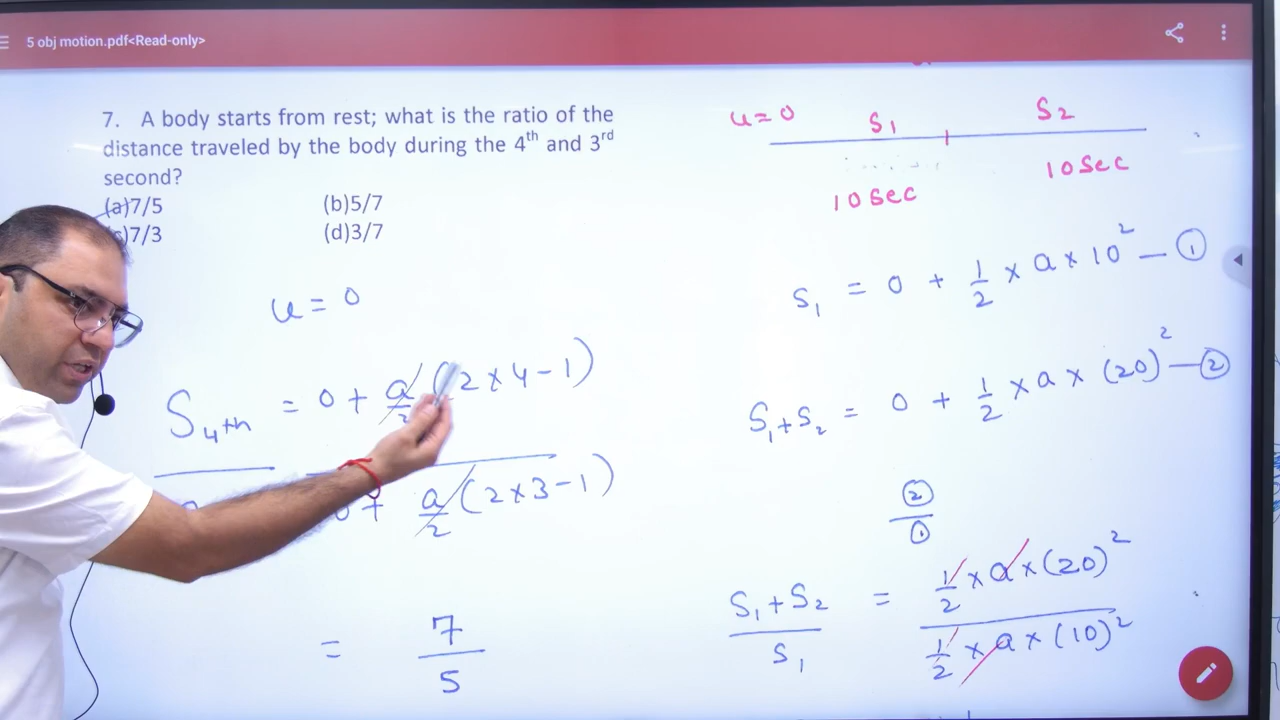 5 obj motion.pdf<Read-only>
7. A body starts from rest; what is the ratio of the
distance traveled by the body during the 4th and 3rd
second?
(a)7/5 (b)5/7
)7/3 (d)3/7
u = 0
S4th = 0 + a/2 (2×4-1)
0 + a/2 (2×3-1)
= 7/5
u=0 S1 S2
10 Sec 10 Sec
S1 = 0 + 1/2 × a × 10² — ①
S1+S2 = 0 + 1/2 × a × (20)² — ②
②/①
S1+S2 / S1 = 1/2 × a × (20)² / 1/2 × a × (10)²